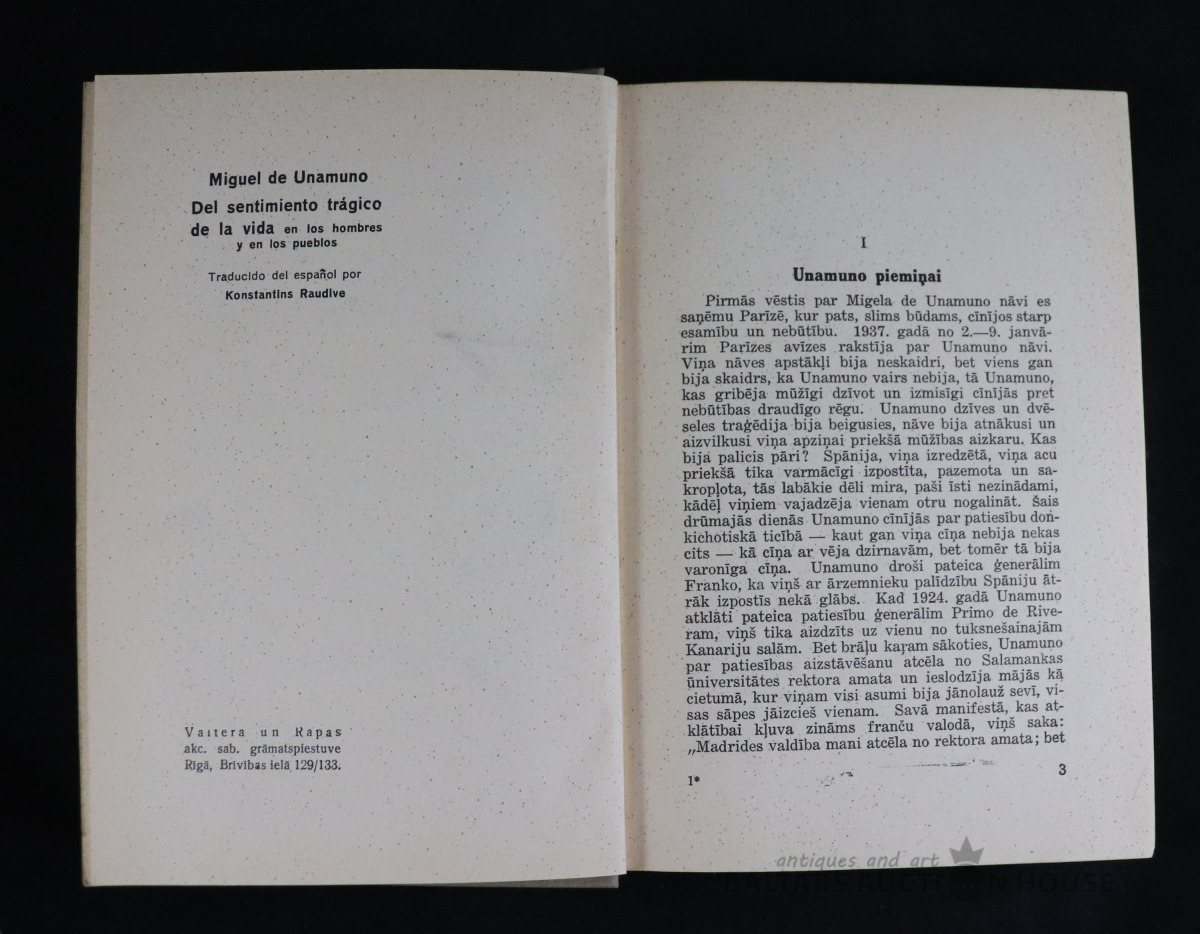 Miguel de Unamuno
Del sentimiento trágico
de la vida en los hombres
y en los pueblos
Traducido del español por
Konstantins Raudive
Valtera un Rapas
akc. sab. grāmatspiestuve
Rīgā, Brīvības ielā 129/133.
I
Unamuno piemiņai
Pirmās vēstis par Migela de Unamuno nāvi es
saņēmu Parīzē, kur pats, slims būdams, cīnījos starp
esamību un nebūtību. 1937. gadā no 2.—9. janvā-
rim Parīzes avīzes rakstīja par Unamuno nāvi.
Viņa nāves apstākļi bija neskaidri, bet viens gan
bija skaidrs, ka Unamuno vairs nebija, tā Unamuno,
kas gribēja mūžīgi dzīvot un izmisīgi cīnījās pret
nebūtības draudīgo rēgu. Unamuno dzīves un dvē-
seles traģēdija bija beigusies, nāve bija atnākusi un
aizvilkusi viņa apziņai priekšā mūžības aizkaru. Kas
bija palicis pāri? Spānija, viņa izredzētā, viņa acu
priekšā tika varmācīgi izpostīta, pazemota un sa-
kropļota, tās labākie dēli mira, paši īsti nezinādami,
kādēļ viņiem vajadzēja vienam otru nogalināt. Šais
drūmajās dienās Unamuno cīnījās par patiesību don-
kichotiskā ticībā — kaut gan viņa cīņa nebija nekas
cits — kā cīņa ar vēja dzirnavām, bet tomēr tā bija
varonīga cīņa. Unamuno droši pateica ģenerālim
Franko, ka viņš ar ārzemnieku palīdzību Spāniju āt-
rāk izpostīs nekā glābs. Kad 1924. gadā Unamuno
atklāti pateica patiesību ģenerālim Primo de Rive-
ram, viņš tika aizdzīts uz vienu no tuksnešainajām
Kanariju salām. Bet brāļu kaŗam sākoties, Unamuno
par patiesības aizstāvēšanu atcēla no Salamankas
ūniversitātes rektora amata un ieslodzīja mājās kā
cietumā, kur viņam visi asumi bija jānolauž sevī, vi-
sas sāpes jāizcieš vienam. Savā manifestā, kas at-
klātībai kļuva zināms franču valodā, viņš saka:
„Madrides valdība mani atcēla no rektora amata; bet
1*
3
antiques and art
BALTARS AUCTION HOUSE